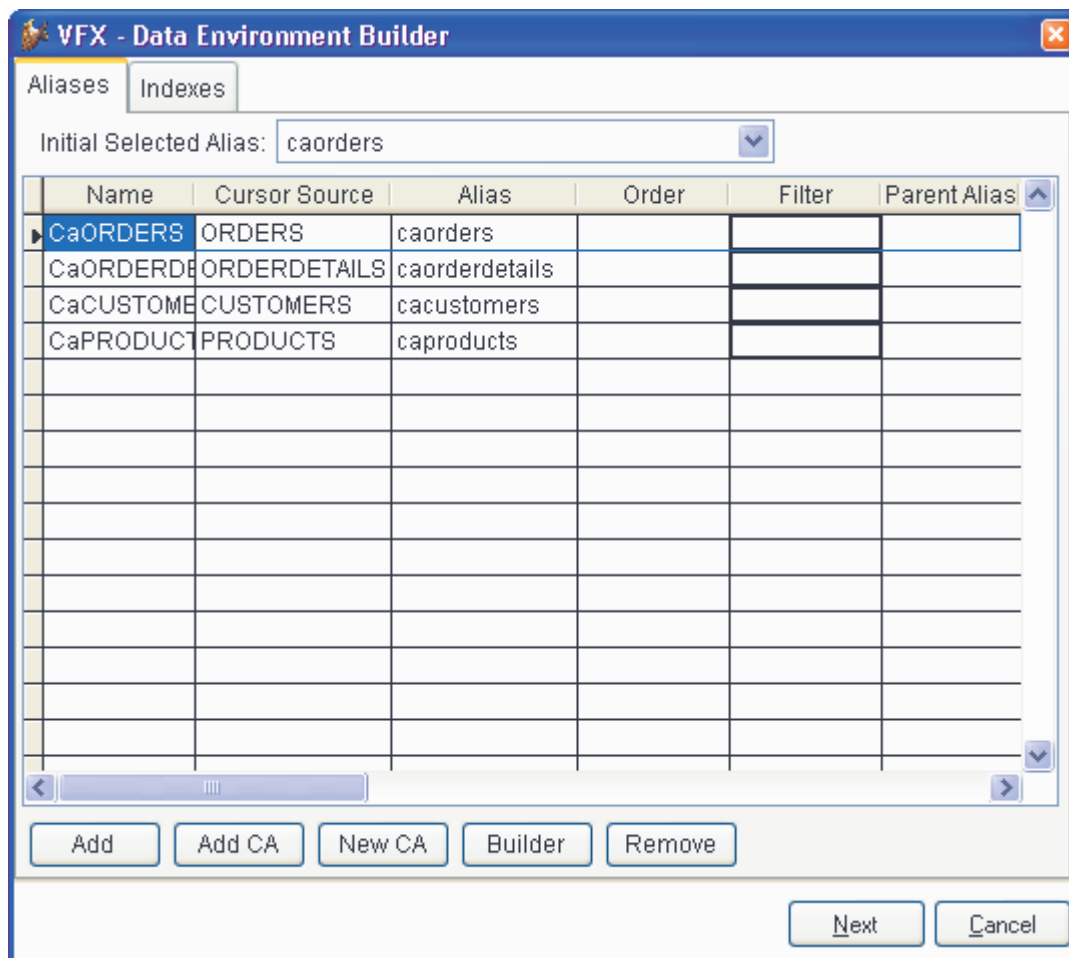 VFX - Data Environment Builder
Aliases Indexes
Initial Selected Alias: caorders
Name Cursor Source Alias Order Filter Parent Alias
CaORDERS ORDERS caorders
CaORDERDE ORDERDETAILS caorderdetails
CaCUSTOME CUSTOMERS cacustomers
CaPRODUCT PRODUCTS caproducts
Add Add CA New CA Builder Remove
Next Cancel